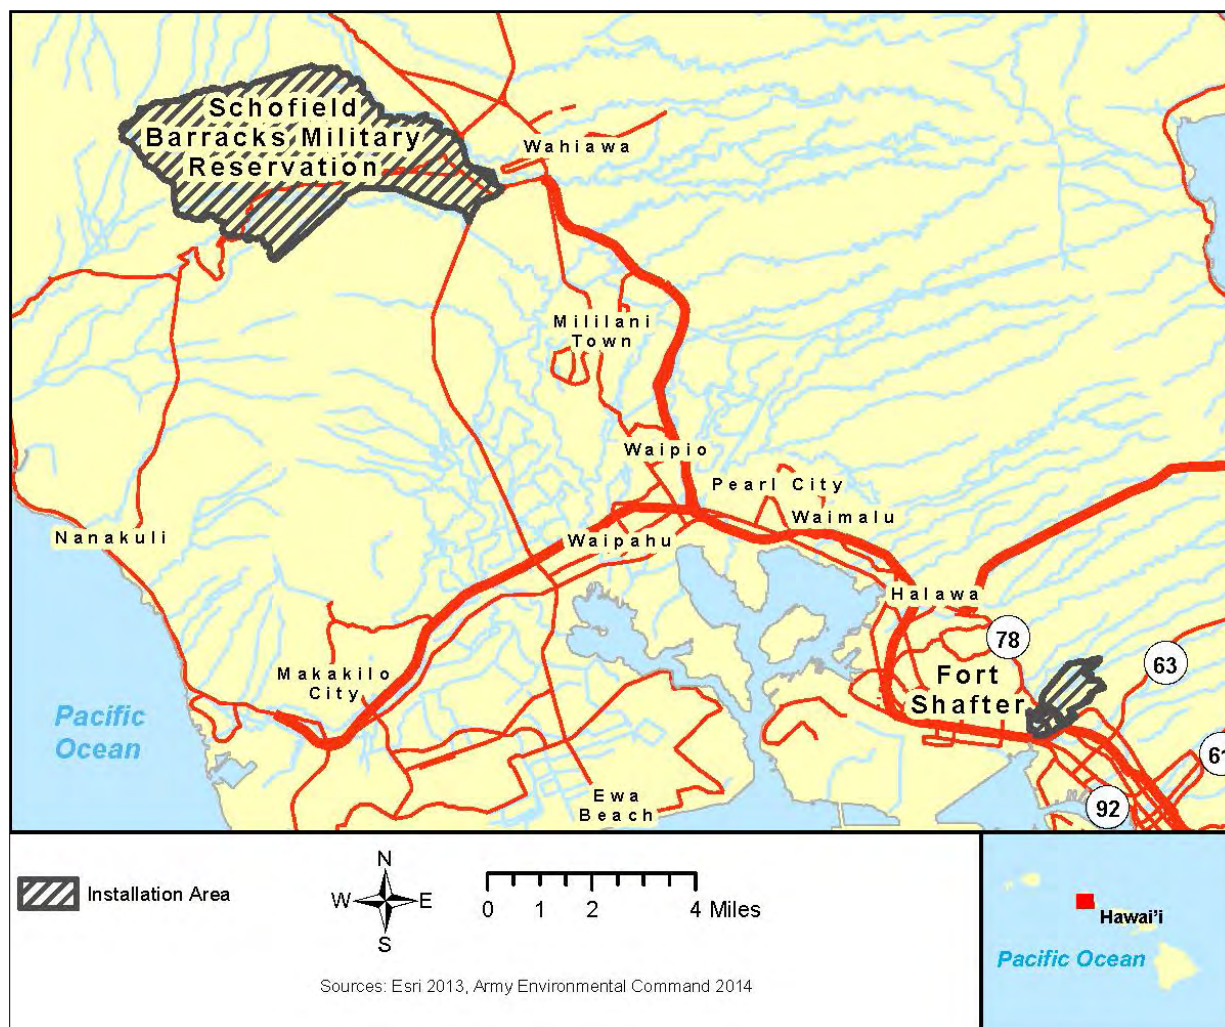 Schofield
Barracks Military
Reservation
Wahiawa
Mililani
Town
Waipio
Pearl City
Waimalu
Waipahu
Nanakuli
Halawa
78
63
Makakilo
City
Fort
Shafter
Pacific
Ocean
61
Ewa
Beach
92
Installation Area
N
W
E
S
0 1 2 4 Miles
Sources: Esri 2013, Army Environmental Command 2014
Hawai'i
Pacific Ocean